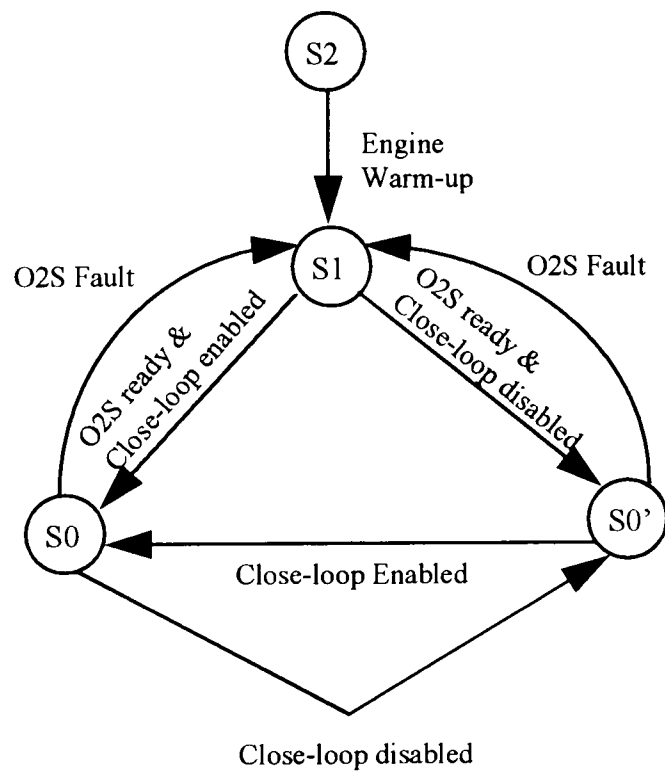 S2
Engine
Warm-up
O2S Fault
S1
O2S Fault
O2S ready &
Close-loop enabled
O2S ready &
Close-loop disabled
S0
S0’
Close-loop Enabled
Close-loop disabled